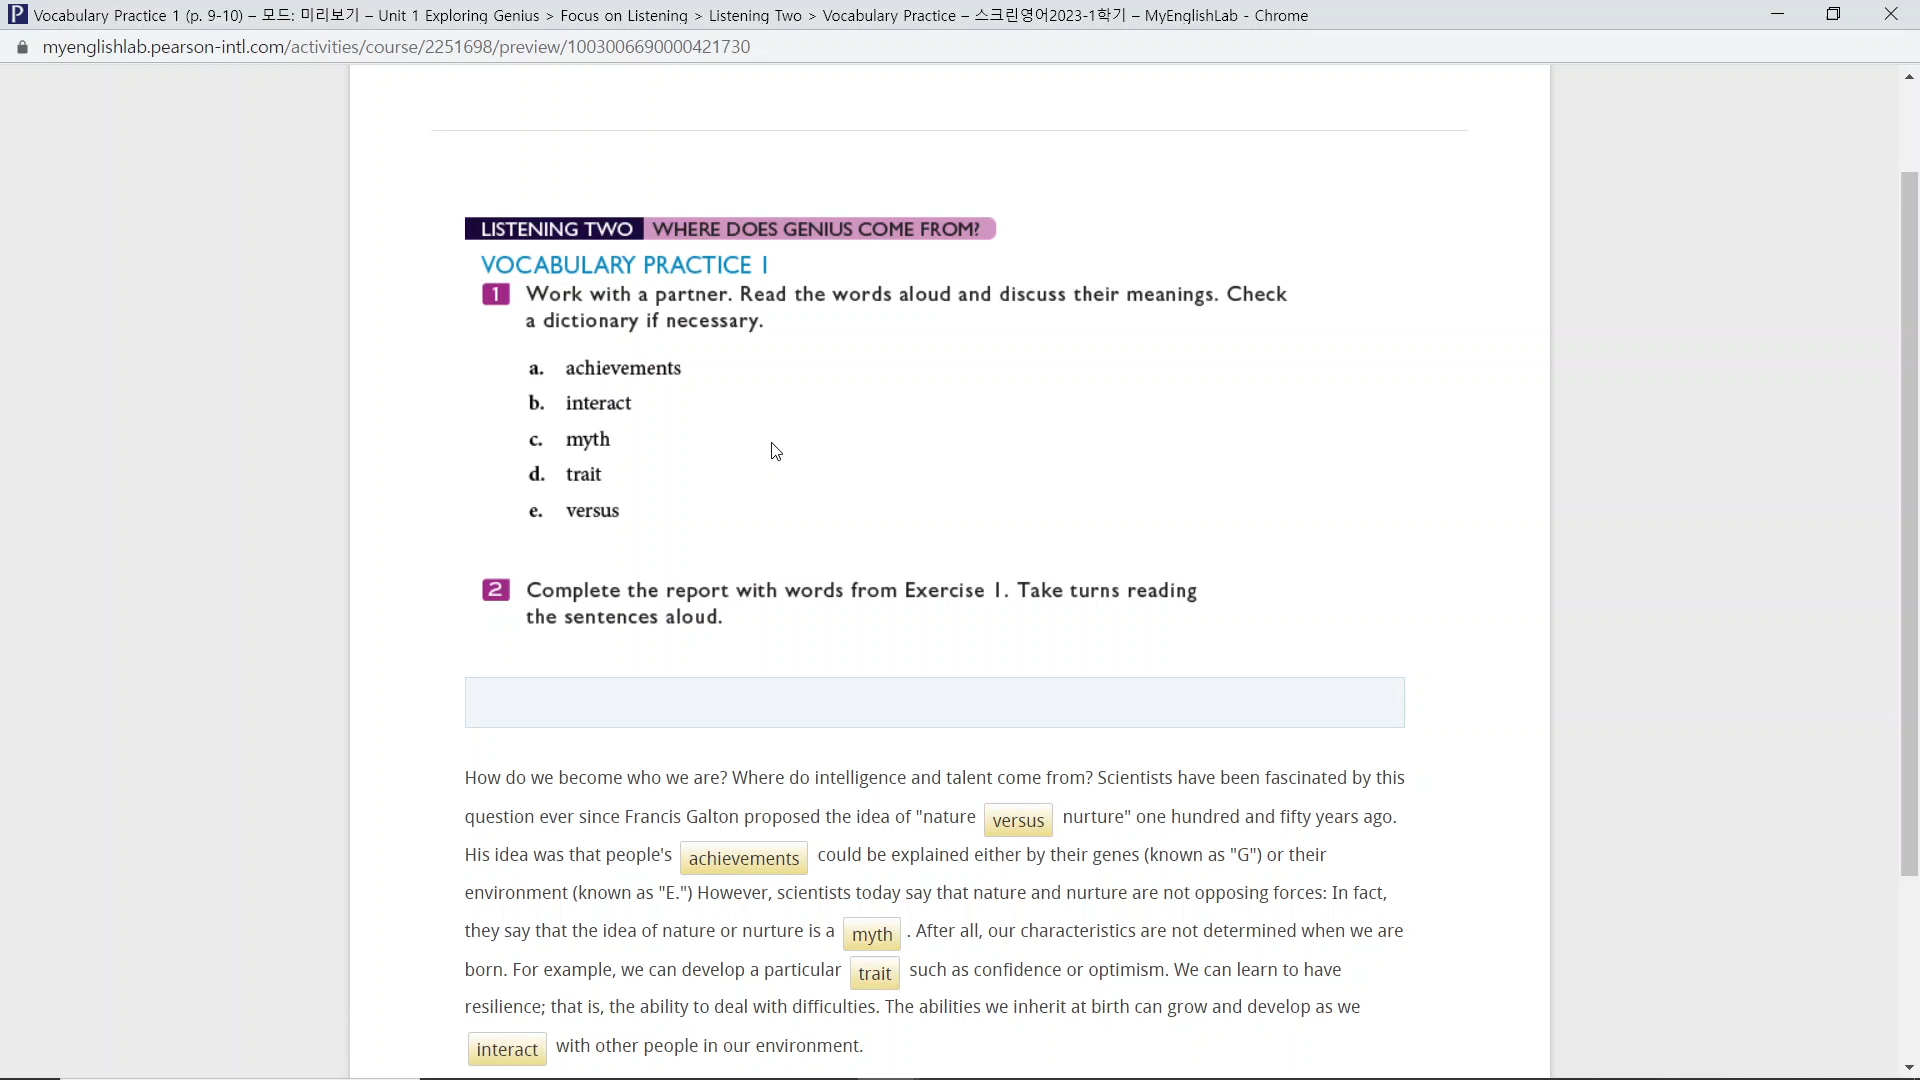 Vocabulary Practice 1 (p. 9-10) – 모드: 미리보기 – Unit 1 Exploring Genius > Focus on Listening > Listening Two > Vocabulary Practice – 스크린영어2023-1학기 – MyEnglishLab - Chrome
myenglishlab.pearson-intl.com/activities/course/2251698/preview/1003006690000421730
LISTENING TWO WHERE DOES GENIUS COME FROM?
VOCABULARY PRACTICE 1
1 Work with a partner. Read the words aloud and discuss their meanings. Check
a dictionary if necessary.
a. achievements
b. interact
c. myth
d. trait
e. versus
2 Complete the report with words from Exercise 1. Take turns reading
the sentences aloud.
How do we become who we are? Where do intelligence and talent come from? Scientists have been fascinated by this
question ever since Francis Galton proposed the idea of "nature versus nurture" one hundred and fifty years ago.
His idea was that people's achievements could be explained either by their genes (known as "G") or their
environment (known as "E.") However, scientists today say that nature and nurture are not opposing forces: In fact,
they say that the idea of nature or nurture is a myth . After all, our characteristics are not determined when we are
born. For example, we can develop a particular trait such as confidence or optimism. We can learn to have
resilience; that is, the ability to deal with difficulties. The abilities we inherit at birth can grow and develop as we
interact with other people in our environment.